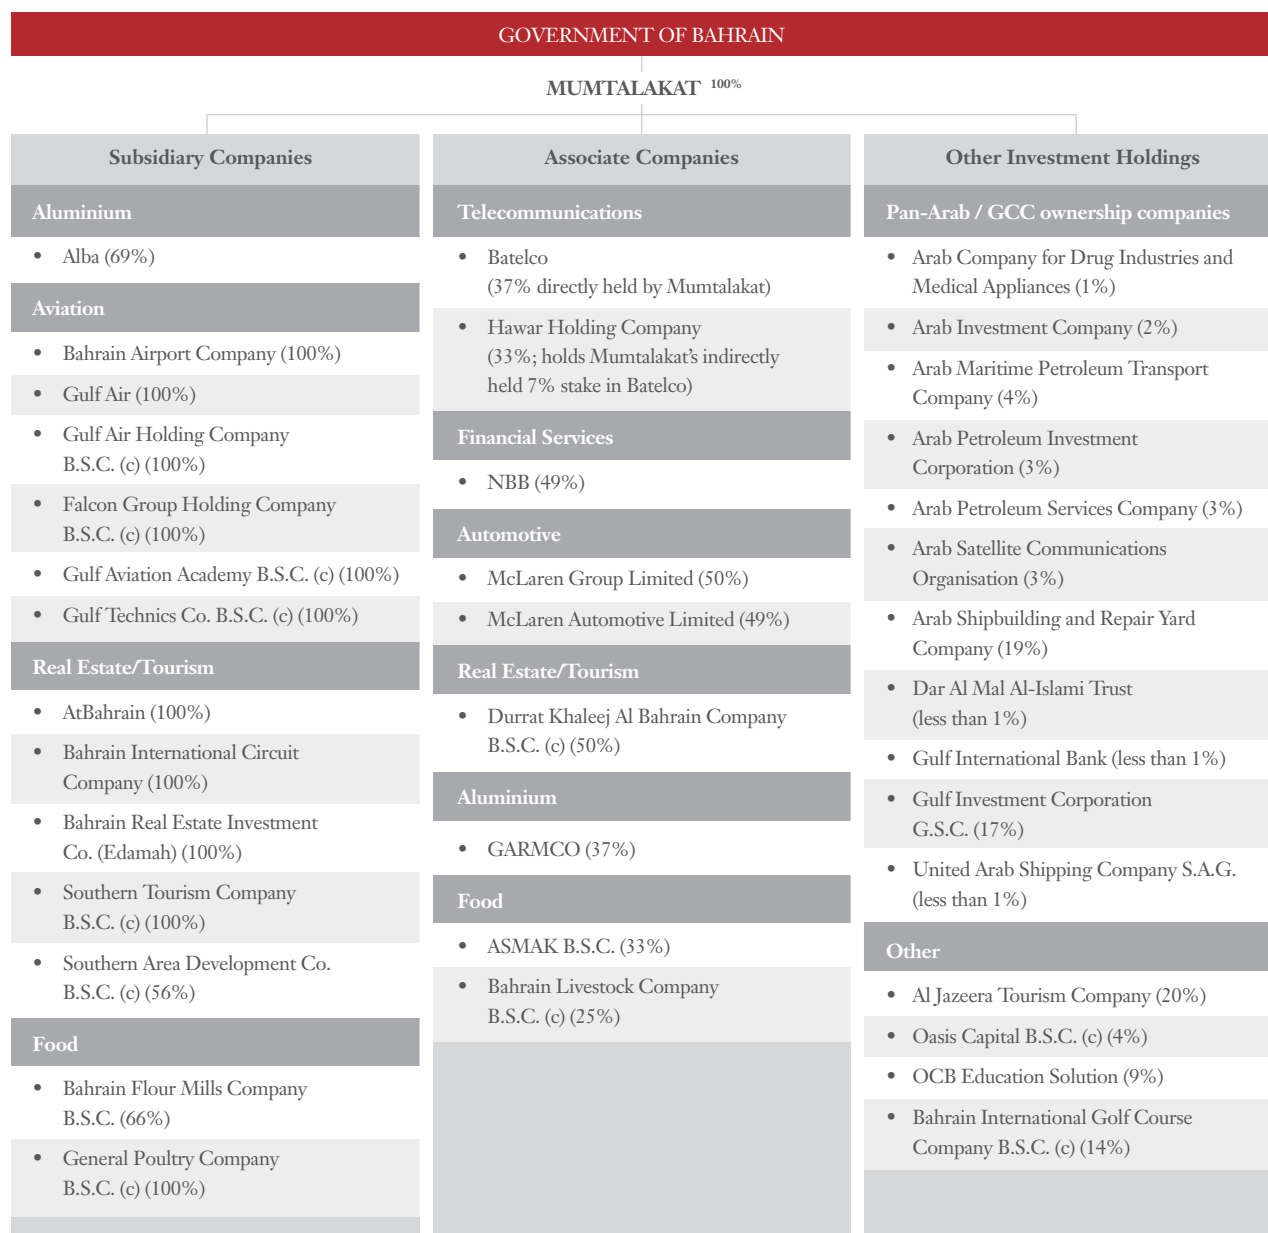 GOVERNMENT OF BAHRAIN
MUMTALAKAT 100%
Subsidiary Companies
Aluminium
• Alba (69%)
Aviation
• Bahrain Airport Company (100%)
• Gulf Air (100%)
• Gulf Air Holding Company
B.S.C. (c) (100%)
• Falcon Group Holding Company
B.S.C. (c) (100%)
• Gulf Aviation Academy B.S.C. (c) (100%)
• Gulf Technics Co. B.S.C. (c) (100%)
Real Estate/Tourism
• AtBahrain (100%)
• Bahrain International Circuit
Company (100%)
• Bahrain Real Estate Investment
Co. (Edamah) (100%)
• Southern Tourism Company
B.S.C. (c) (100%)
• Southern Area Development Co.
B.S.C. (c) (56%)
Food
• Bahrain Flour Mills Company
B.S.C. (66%)
• General Poultry Company
B.S.C. (c) (100%)
Associate Companies
Telecommunications
• Batelco
(37% directly held by Mumtalakat)
• Hawar Holding Company
(33%; holds Mumtalakat’s indirectly
held 7% stake in Batelco)
Financial Services
• NBB (49%)
Automotive
• McLaren Group Limited (50%)
• McLaren Automotive Limited (49%)
Real Estate/Tourism
• Durrat Khaleej Al Bahrain Company
B.S.C. (c) (50%)
Aluminium
• GARMCO (37%)
Food
• ASMAK B.S.C. (33%)
• Bahrain Livestock Company
B.S.C. (c) (25%)
Other Investment Holdings
Pan-Arab / GCC ownership companies
• Arab Company for Drug Industries and
Medical Appliances (1%)
• Arab Investment Company (2%)
• Arab Maritime Petroleum Transport
Company (4%)
• Arab Petroleum Investment
Corporation (3%)
• Arab Petroleum Services Company (3%)
• Arab Satellite Communications
Organisation (3%)
• Arab Shipbuilding and Repair Yard
Company (19%)
• Dar Al Mal Al-Islami Trust
(less than 1%)
• Gulf International Bank (less than 1%)
• Gulf Investment Corporation
G.S.C. (17%)
• United Arab Shipping Company S.A.G.
(less than 1%)
Other
• Al Jazeera Tourism Company (20%)
• Oasis Capital B.S.C. (c) (4%)
• OCB Education Solution (9%)
• Bahrain International Golf Course
Company B.S.C. (c) (14%)